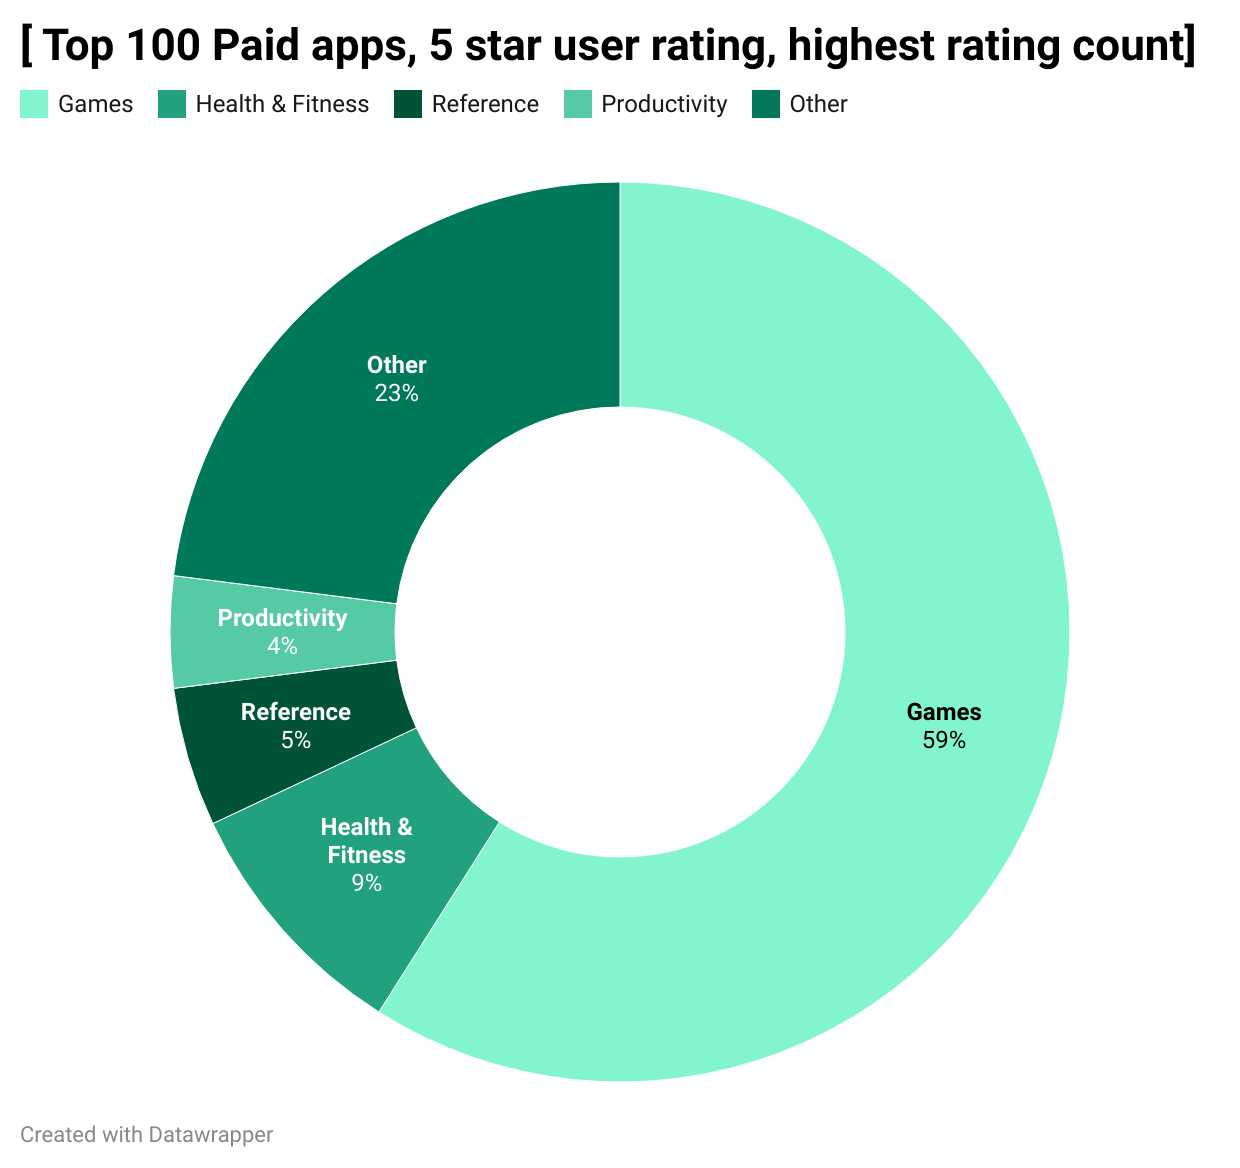 [ Top 100 Paid apps, 5 star user rating, highest rating count]
Games Health & Fitness Reference Productivity Other
Other
23%
Productivity
4%
Reference
5%
Games
59%
Health &
Fitness
9%
Created with Datawrapper